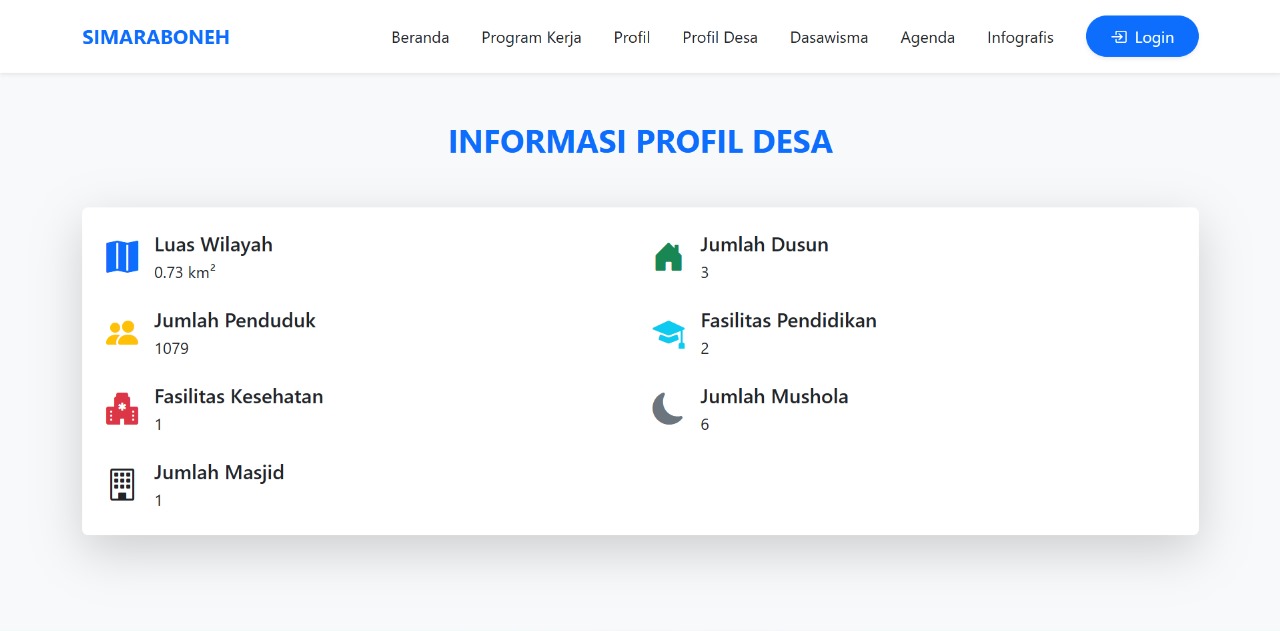 SIMARABONEH
Beranda Program Kerja Profil Profil Desa Dasawisma Agenda Infografis Login
INFORMASI PROFIL DESA
Luas Wilayah
0.73 km²
Jumlah Dusun
3
Jumlah Penduduk
1079
Fasilitas Pendidikan
2
Fasilitas Kesehatan
1
Jumlah Mushola
6
Jumlah Masjid
1